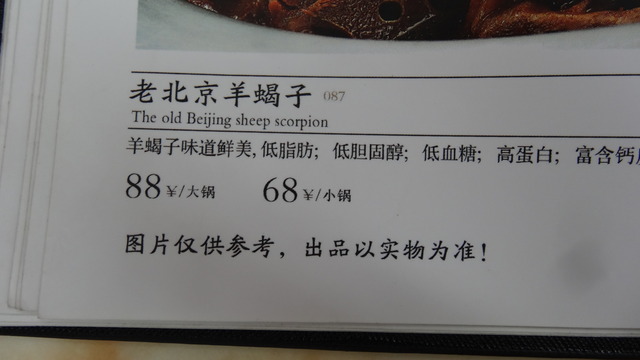 老北京羊蝎子 087
The old Beijing sheep scorpion
羊蝎子味道鲜美,低脂肪; 低胆固醇; 低血糖; 高蛋白; 富含钙
88¥/大锅 68¥/小锅
图片仅供参考，出品以实物为准!